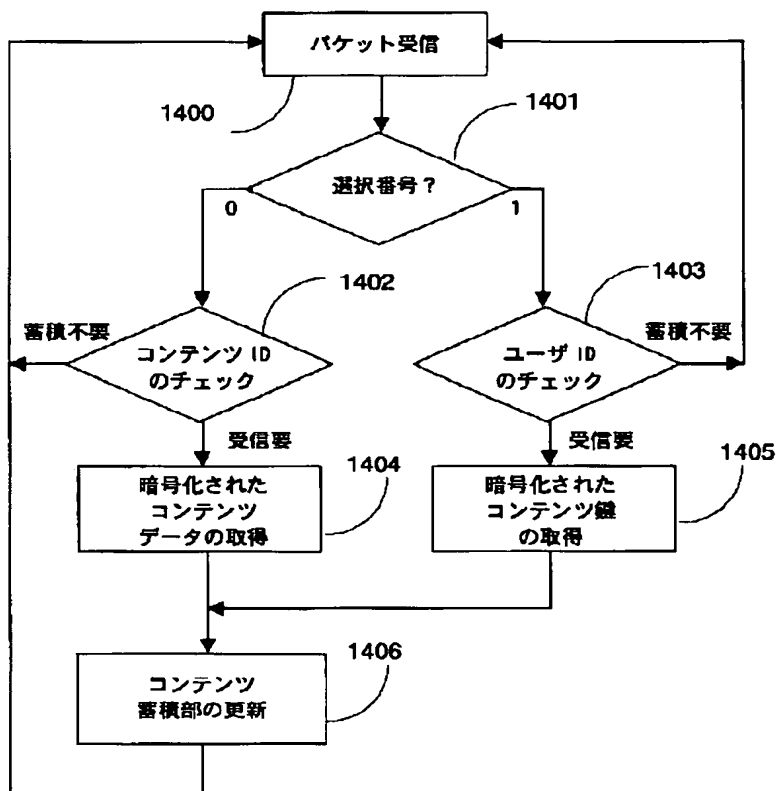 パケット受信
1400
1401
選択番号？
0
1
1402
1403
蓄積不要
コンテンツ ID
のチェック
ユーザ ID
のチェック
蓄積不要
受信要
受信要
1404
1405
暗号化された
コンテンツ
データの取得
暗号化された
コンテンツ鍵
の取得
1406
コンテンツ
蓄積部の更新